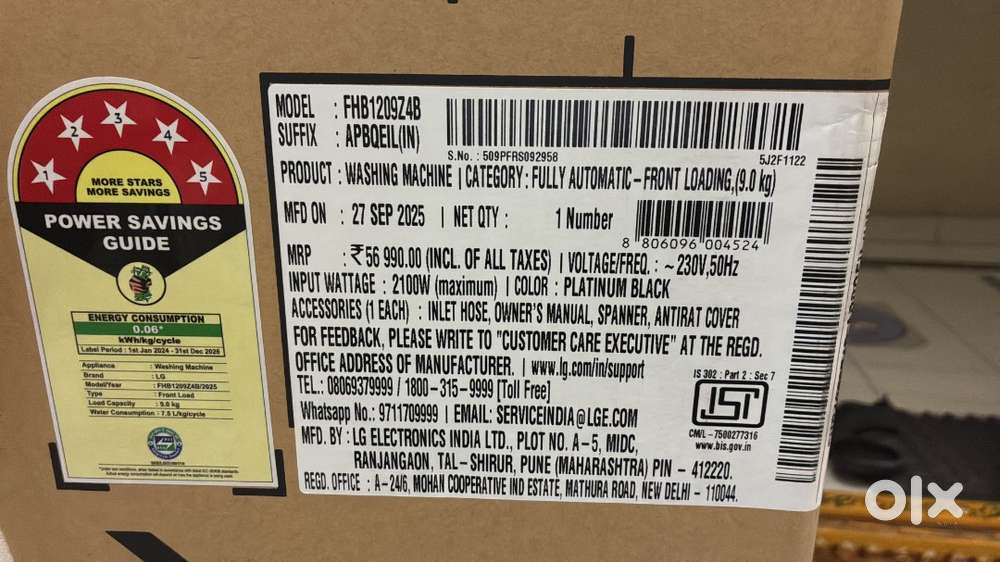 1
2
3
4
5
MORE STARS
MORE SAVINGS
POWER SAVINGS
GUIDE
ENERGY CONSUMPTION
0.06*
kWh/kg/cycle
Label Period : 1st Jan 2024 - 31st Dec 2026
Appliance : Washing Machine
Brand : LG
Model/Year : FHB1209Z4B/2025
Type : Front Load
Load Capacity : 9.0 kg
Water Consumption : 7.5 L/kg/cycle
MODEL : FHB1209Z4B
SUFFIX : APBQEIL(IN)
S.No. : 509PFRS092958
5J2F1122
PRODUCT : WASHING MACHINE | CATEGORY : FULLY AUTOMATIC – FRONT LOADING,(9.0 kg)
MFD ON : 27 SEP 2025 | NET QTY : 1 Number
8 806096 004524
MRP : ₹56 990.00 (INCL. OF ALL TAXES) | VOLTAGE/FREQ. : ~230V,50Hz
INPUT WATTAGE : 2100W (maximum) | COLOR : PLATINUM BLACK
ACCESSORIES (1 EACH) : INLET HOSE, OWNER'S MANUAL, SPANNER, ANTIRAT COVER
FOR FEEDBACK, PLEASE WRITE TO "CUSTOMER CARE EXECUTIVE" AT THE REGD.
OFFICE ADDRESS OF MANUFACTURER. | www.lg.com/in/support
TEL.: 08069379999 / 1800-315-9999 [Toll Free]
Whatsapp No.: 9711709999 | EMAIL: SERVICEINDIA@LGE.COM
MFD. BY : LG ELECTRONICS INDIA LTD., PLOT NO. A-5, MIDC,
RANJANGAON, TAL-SHIRUR, PUNE (MAHARASHTRA) PIN - 412220.
REGD. OFFICE : A-24/6, MOHAN COOPERATIVE IND ESTATE, MATHURA ROAD, NEW DELHI - 110044.
IS 302 : Part 2 : Sec 7
ISI
CM/L - 7500277316
www.bis.gov.in
olx